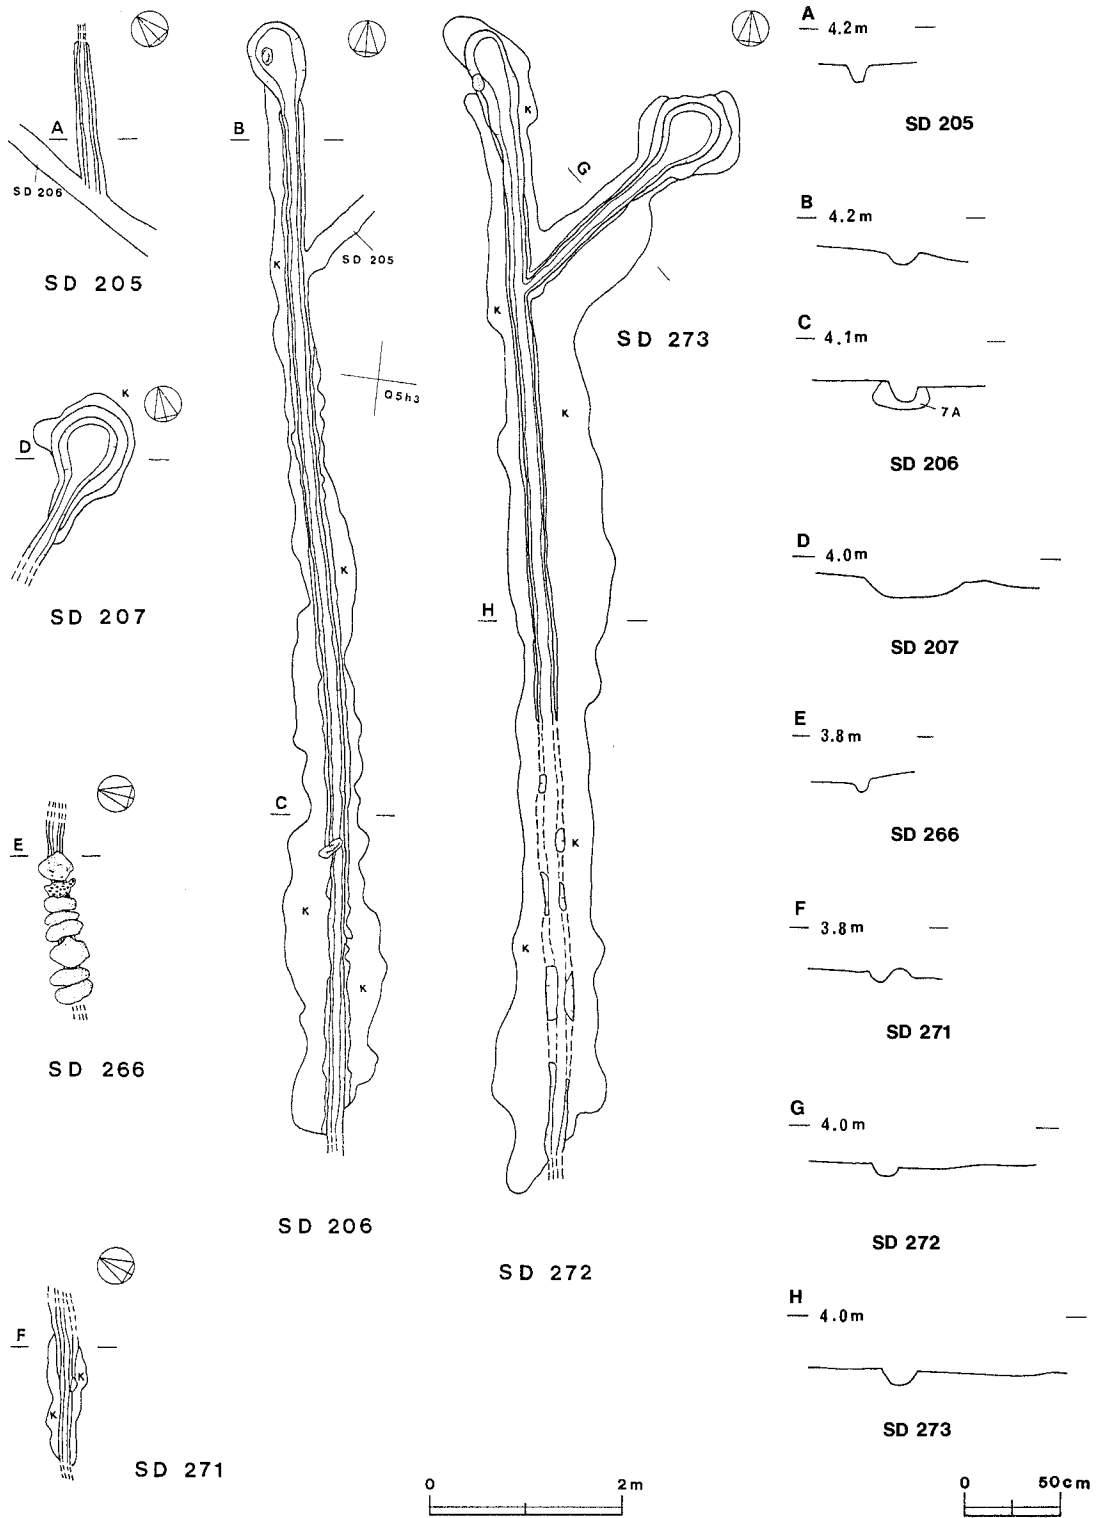 A
SD 206
SD 205
B
K
SD 205
K
Q5h3
K
C
K
K
SD 206
K
G
K
SD 273
K
H
K
K
SD 272
D
K
SD 207
E
SD 266
F
K
K
SD 271
A
4.2m
SD 205
B
4.2m
C
4.1m
7A
SD 206
D
4.0m
SD 207
E
3.8m
SD 266
F
3.8m
SD 271
G
4.0m
SD 272
H
4.0m
SD 273
0 2m
0 50cm